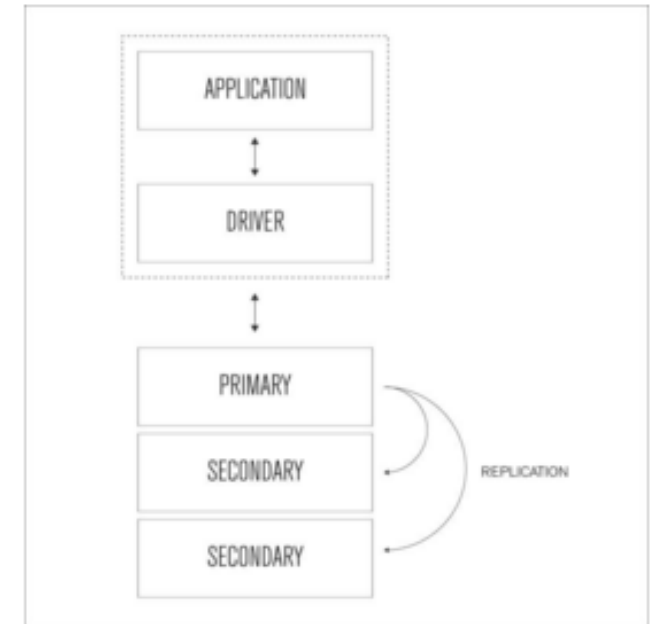 APPLICATION
DRIVER
PRIMARY
SECONDARY
REPLICATION
SECONDARY